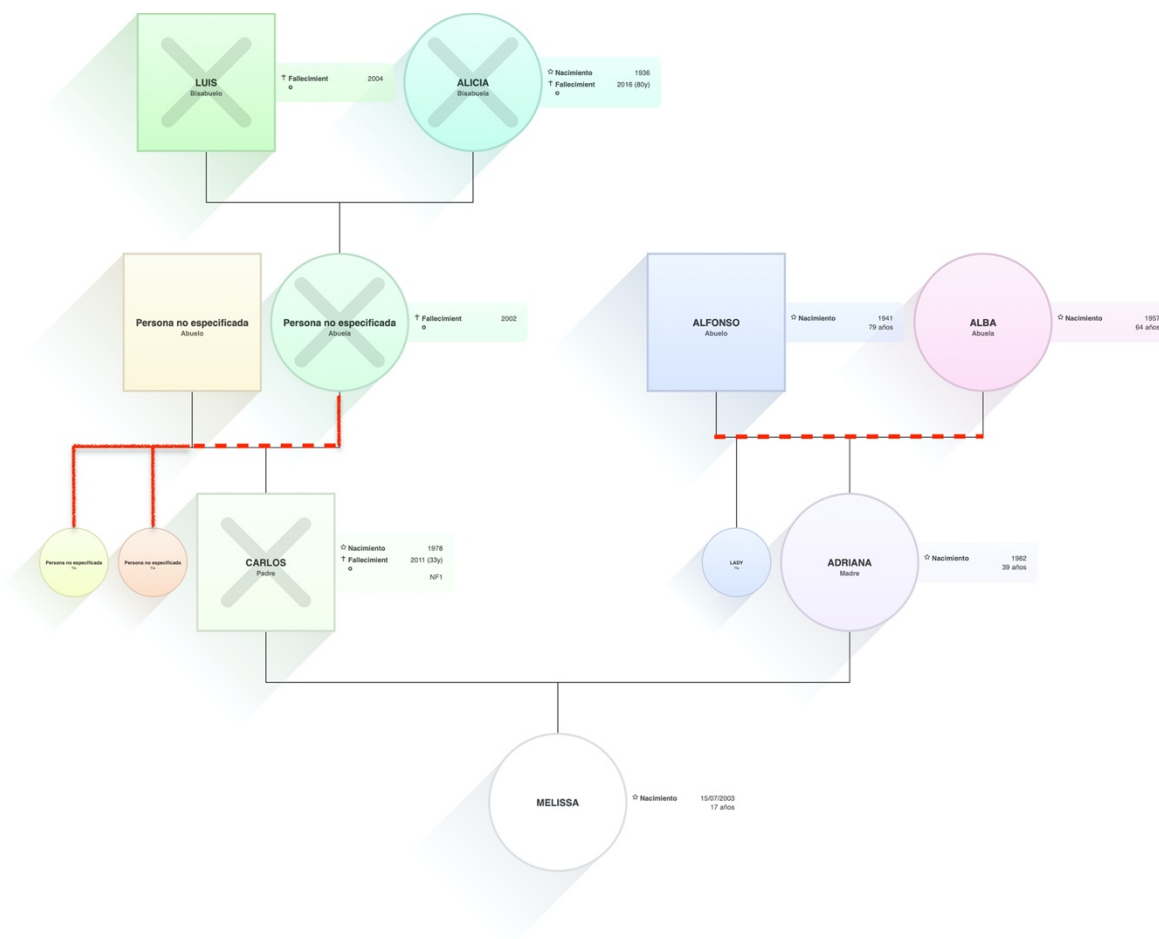 LUIS
Bisabuelo
✝ Fallecimient
o
2004
ALICIA
Bisabuela
☆ Nacimiento 1936
✝ Fallecimient
o
2016 (80y)
Persona no especificada
Abuelo
Persona no especificada
Abuela
✝ Fallecimient
o
2002
ALFONSO
Abuelo
☆ Nacimiento 1941
79 años
ALBA
Abuela
☆ Nacimiento 1957
64 años
Persona no especificada
Tía
Persona no especificada
Tía
CARLOS
Padre
☆ Nacimiento 1978
✝ Fallecimient
o
2011 (33y)
NF1
LADY
Tía
ADRIANA
Madre
☆ Nacimiento 1982
39 años
MELISSA
☆ Nacimiento 15/07/2003
17 años